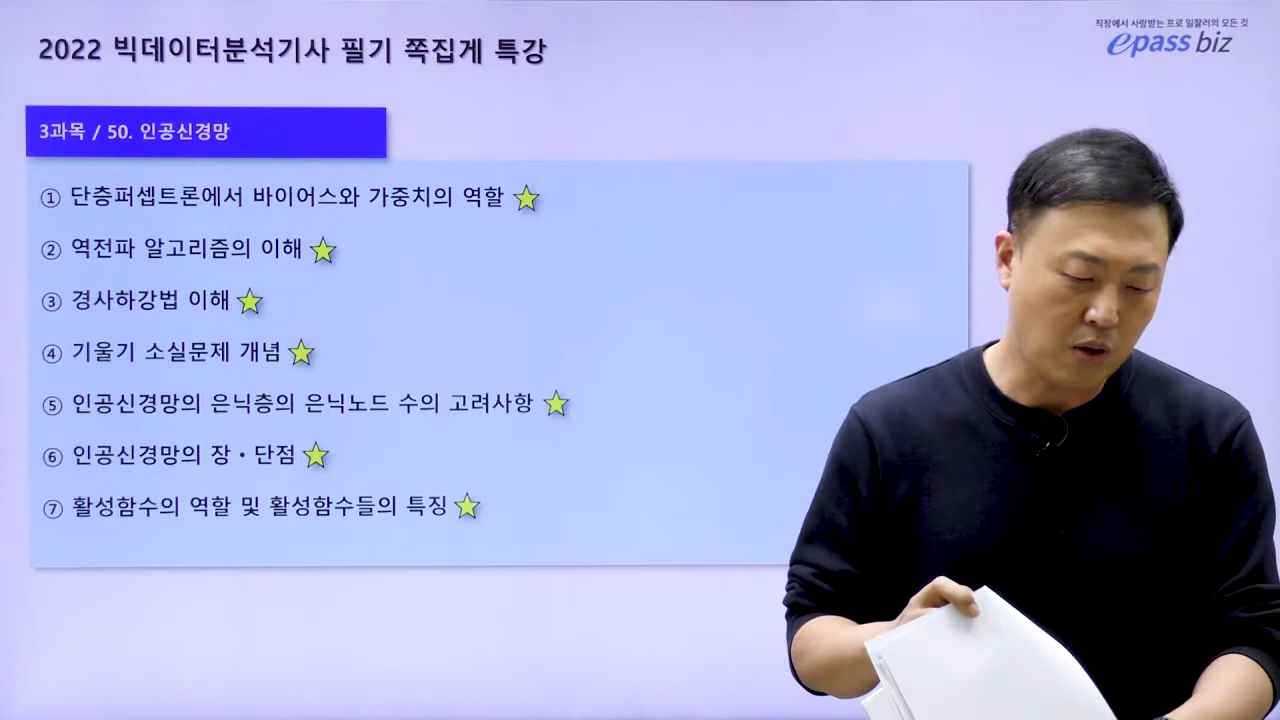 2022 빅데이터분석기사 필기 쪽집게 특강
직장에서 사랑받는 프로 일잘러의 모든 것
epass biz
3과목 / 50. 인공신경망
① 단층퍼셉트론에서 바이어스와 가중치의 역할
② 역전파 알고리즘의 이해
③ 경사하강법 이해
④ 기울기 소실문제 개념
⑤ 인공신경망의 은닉층의 은닉노드 수의 고려사항
⑥ 인공신경망의 장・단점
⑦ 활성함수의 역할 및 활성함수들의 특징